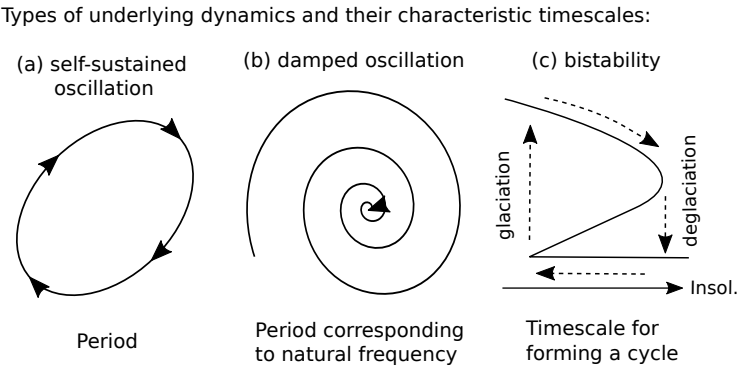 Types of underlying dynamics and their characteristic timescales:
(a) self-sustained
oscillation
(b) damped oscillation
(c) bistability
glaciation
deglaciation
Insol.
Period
Period corresponding
to natural frequency
Timescale for
forming a cycle